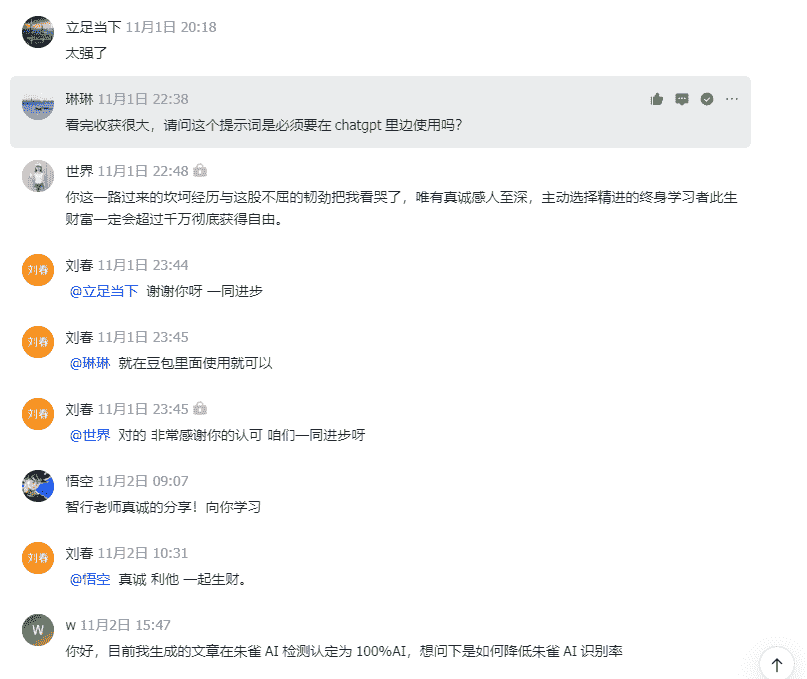 立足当下 11月1日 20:18
太强了
琳琳 11月1日 22:38
看完收获很大，请问这个提示词是必须要在 chatgpt 里边使用吗？
世界 11月1日 22:48
你这一路过来的坎坷经历与这股不屈的韧劲把我看哭了，唯有真诚感人至深，主动选择精进的终身学习者此生
财富一定会超过千万彻底获得自由。
刘春
刘春 11月1日 23:44
@立足当下 谢谢你呀 一同进步
刘春
刘春 11月1日 23:45
@琳琳 就在豆包里面使用就可以
刘春
刘春 11月1日 23:45
@世界 对的 非常感谢你的认可 咱们一同进步呀
悟空 11月2日 09:07
智行老师真诚的分享！向你学习
刘春
刘春 11月2日 10:31
@悟空 真诚 利他 一起生财。
W
w 11月2日 15:47
你好，目前我生成的文章在朱雀 AI 检测认定为 100%AI，想问下是如何降低朱雀 AI 识别率